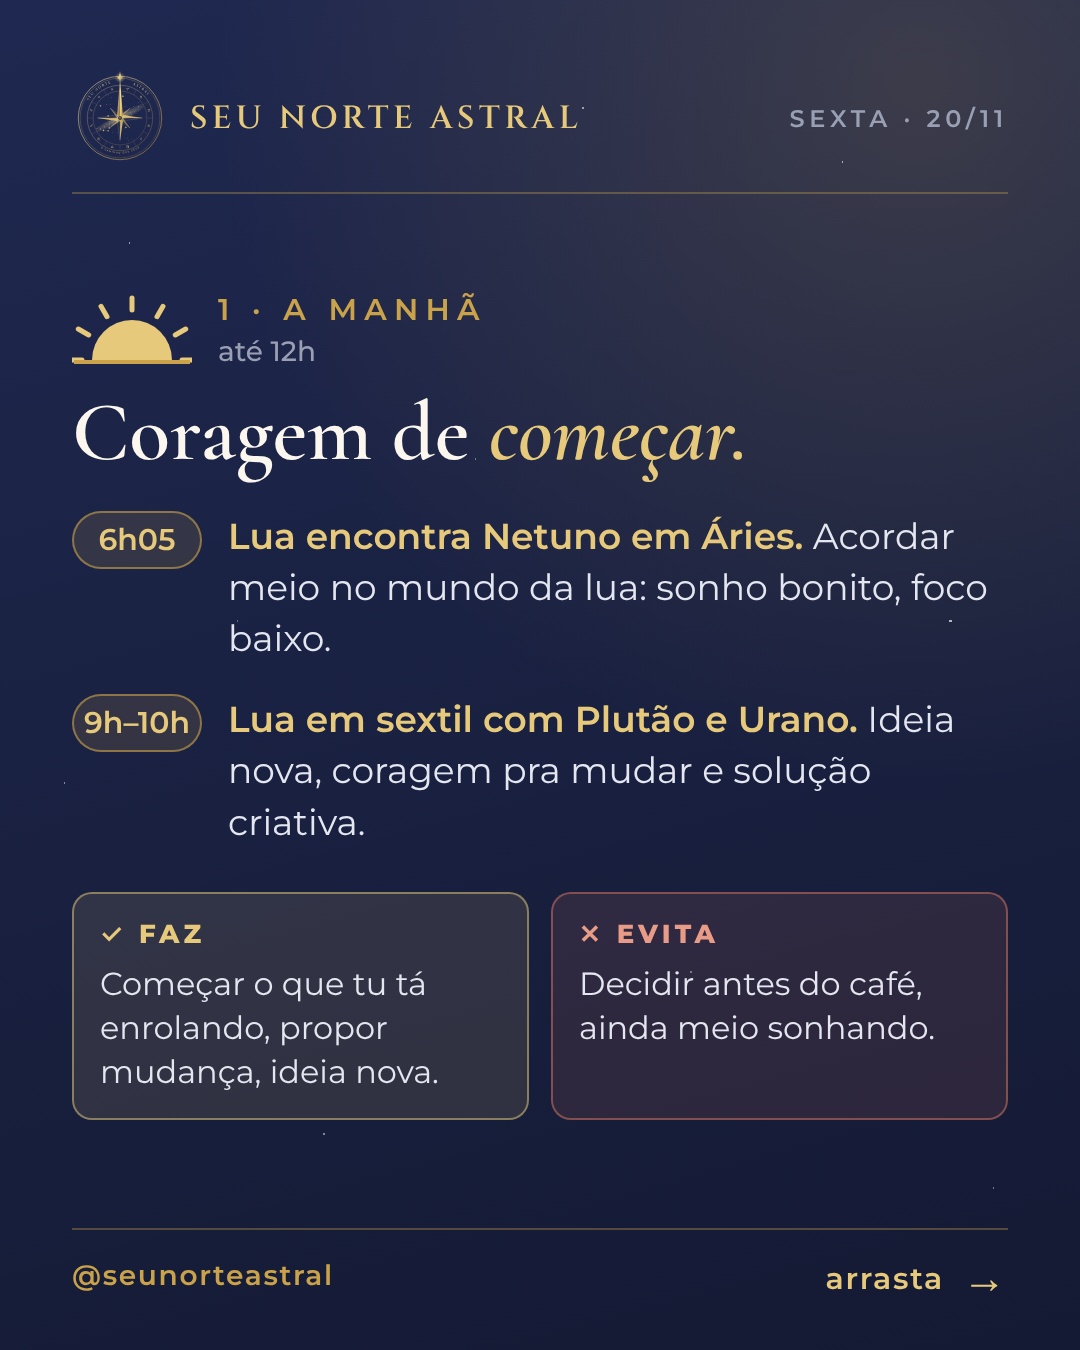 SEU NORTE ASTRAL
SEXTA · 20/11
1 · A MANHÃ
até 12h
Coragem de começar.
6h05
Lua encontra Netuno em Áries. Acordar
meio no mundo da lua: sonho bonito, foco
baixo.
9h–10h
Lua em sextil com Plutão e Urano. Ideia
nova, coragem pra mudar e solução
criativa.
✓ FAZ
Começar o que tu tá
enrolando, propor
mudança, ideia nova.
✕ EVITA
Decidir antes do café,
ainda meio sonhando.
@seunorteastral
arrasta →